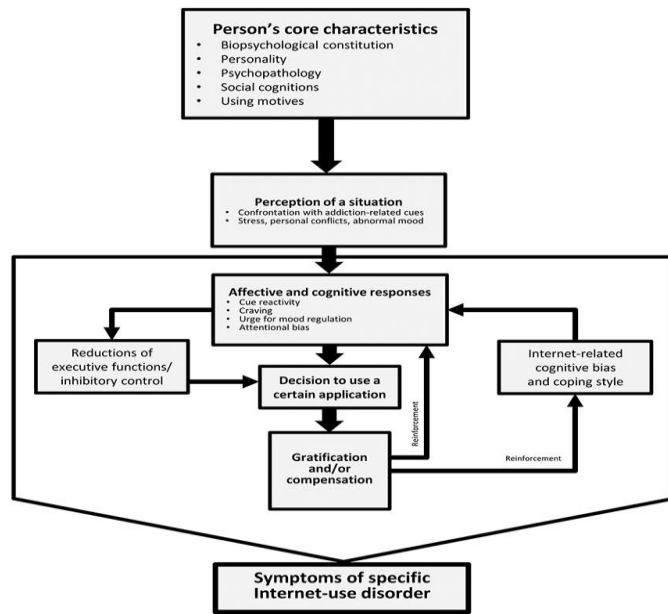 Person's core characteristics
• Biopsychological constitution
• Personality
• Psychopathology
• Social cognitions
• Using motives
Perception of a situation
• Confrontation with addiction-related cues
• Stress, personal conflicts, abnormal mood
Affective and cognitive responses
• Cue reactivity
• Craving
• Urge for mood regulation
• Attentional bias
Reductions of
executive functions/
inhibitory control
Decision to use a
certain application
Internet-related
cognitive bias
and coping style
Gratification
and/or
compensation
Reinforcement
Reinforcement
Symptoms of specific
Internet-use disorder